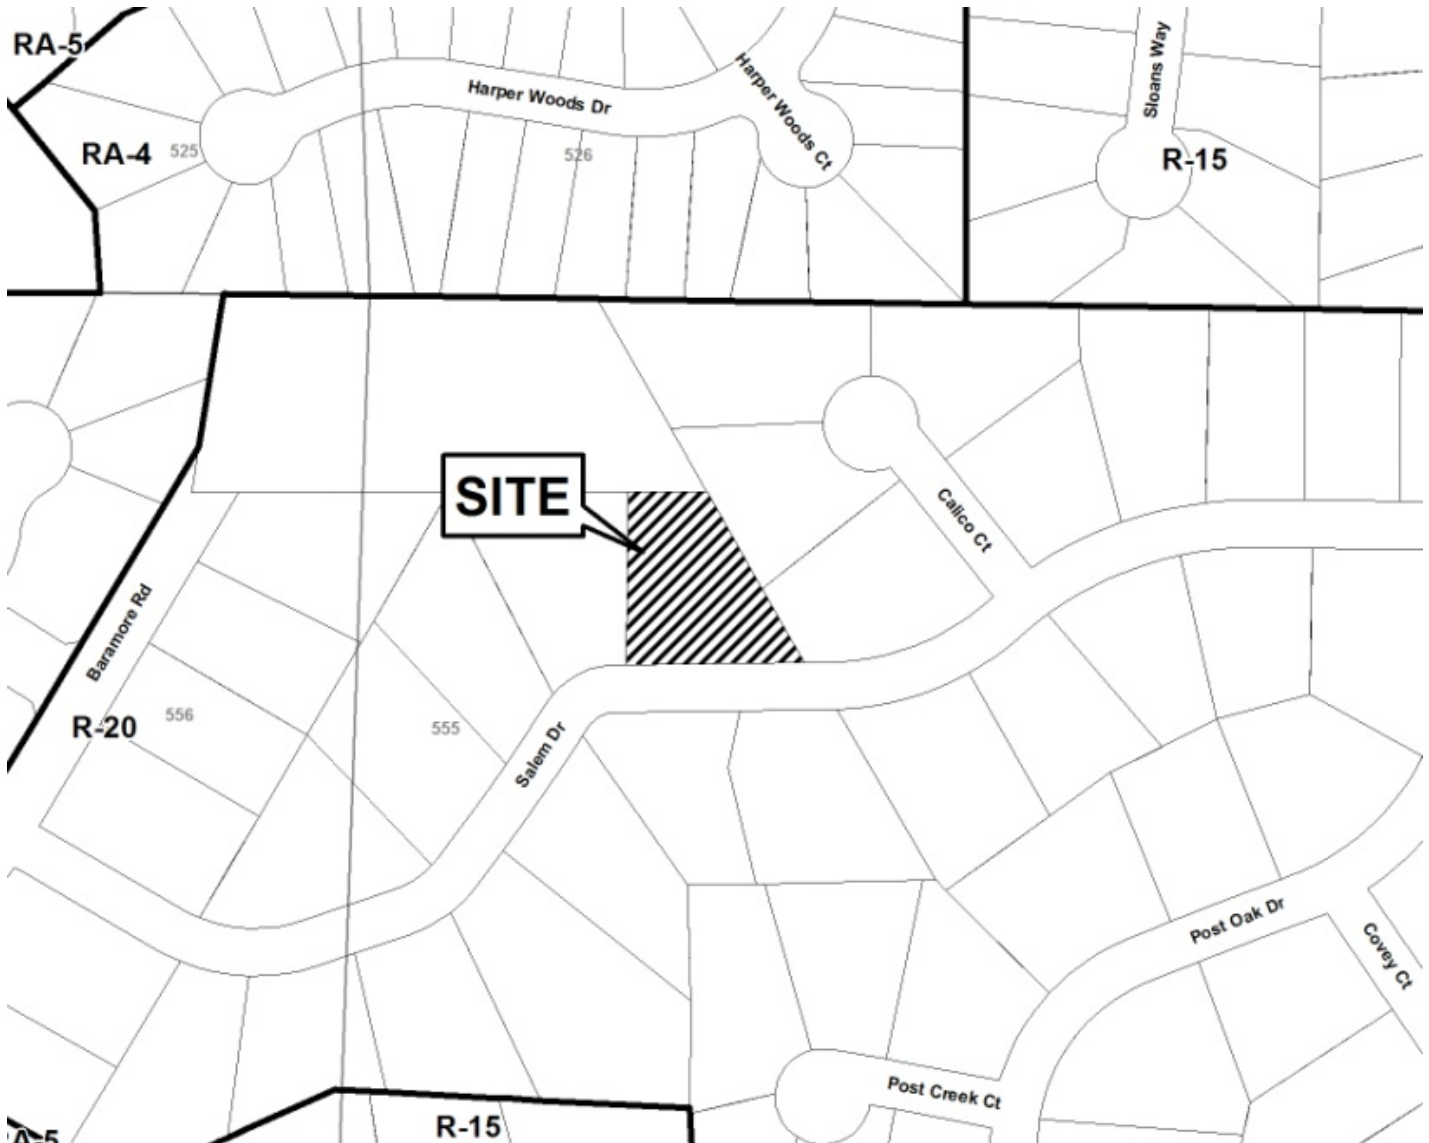 RA-5
Harper Woods Dr
Harper Woods Ct
Sloans Way
RA-4
525
526
R-15
SITE
Calico Ct
Baramore Rd
R-20
556
555
Salem Dr
Post Oak Dr
Covey Ct
Post Creek Ct
R-15
A-5